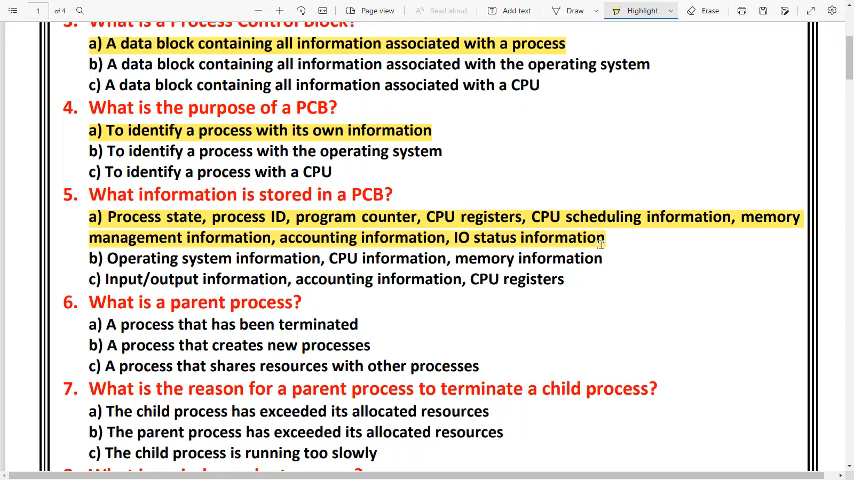 1 of 4
Page view
Read aloud
Add text
Draw
Highlight
Erase
3. What is a Process Control Block?
a) A data block containing all information associated with a process
b) A data block containing all information associated with the operating system
c) A data block containing all information associated with a CPU
4. What is the purpose of a PCB?
a) To identify a process with its own information
b) To identify a process with the operating system
c) To identify a process with a CPU
5. What information is stored in a PCB?
a) Process state, process ID, program counter, CPU registers, CPU scheduling information, memory
management information, accounting information, IO status information
b) Operating system information, CPU information, memory information
c) Input/output information, accounting information, CPU registers
6. What is a parent process?
a) A process that has been terminated
b) A process that creates new processes
c) A process that shares resources with other processes
7. What is the reason for a parent process to terminate a child process?
a) The child process has exceeded its allocated resources
b) The parent process has exceeded its allocated resources
c) The child process is running too slowly